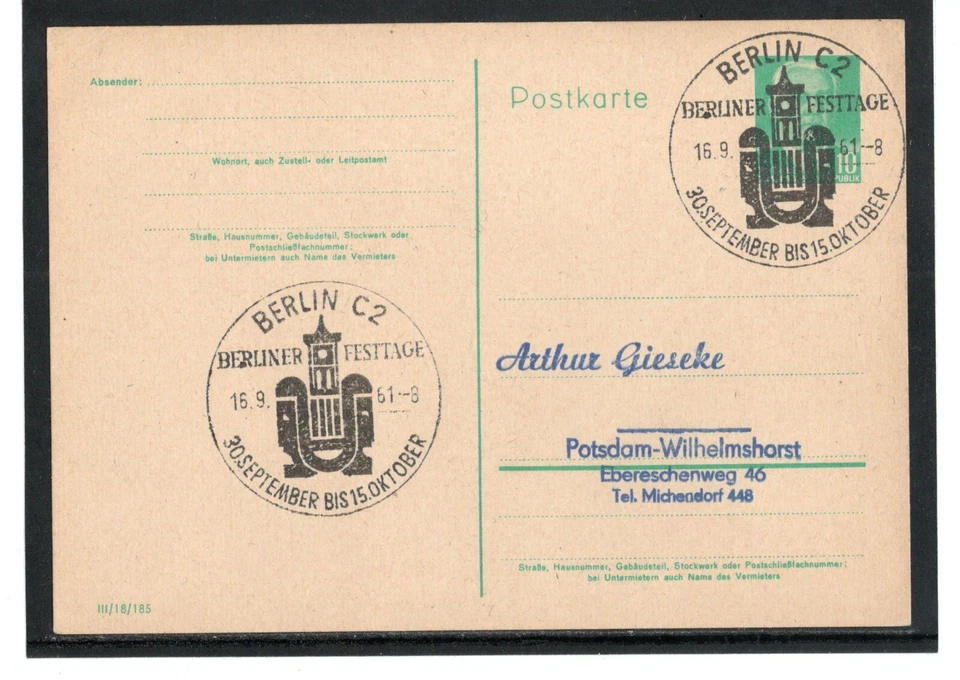 Absender:
Wohnort, auch Zustell- oder Leitpostamt
Straße, Hausnummer, Gebäudeteil, Stockwerk oder
Postschließfachnummer;
bei Untermietern auch Name des Vermieters
BERLIN C2
BERLINER FESTTAGE
16.9. 61--8
30.SEPTEMBER BIS 15.OKTOBER
III/18/185
Postkarte
BERLIN C2
BERLINER FESTTAGE
16.9. 61--8
30.SEPTEMBER BIS 15.OKTOBER
10
PUBLIK
Arthur Gieseke
Potsdam-Wilhelmshorst
Ebereschenweg 46
Tel. Michendorf 448
Straße, Hausnummer, Gebäudeteil, Stockwerk oder Postschließfachnummer;
bei Untermietern auch Name des Vermieters